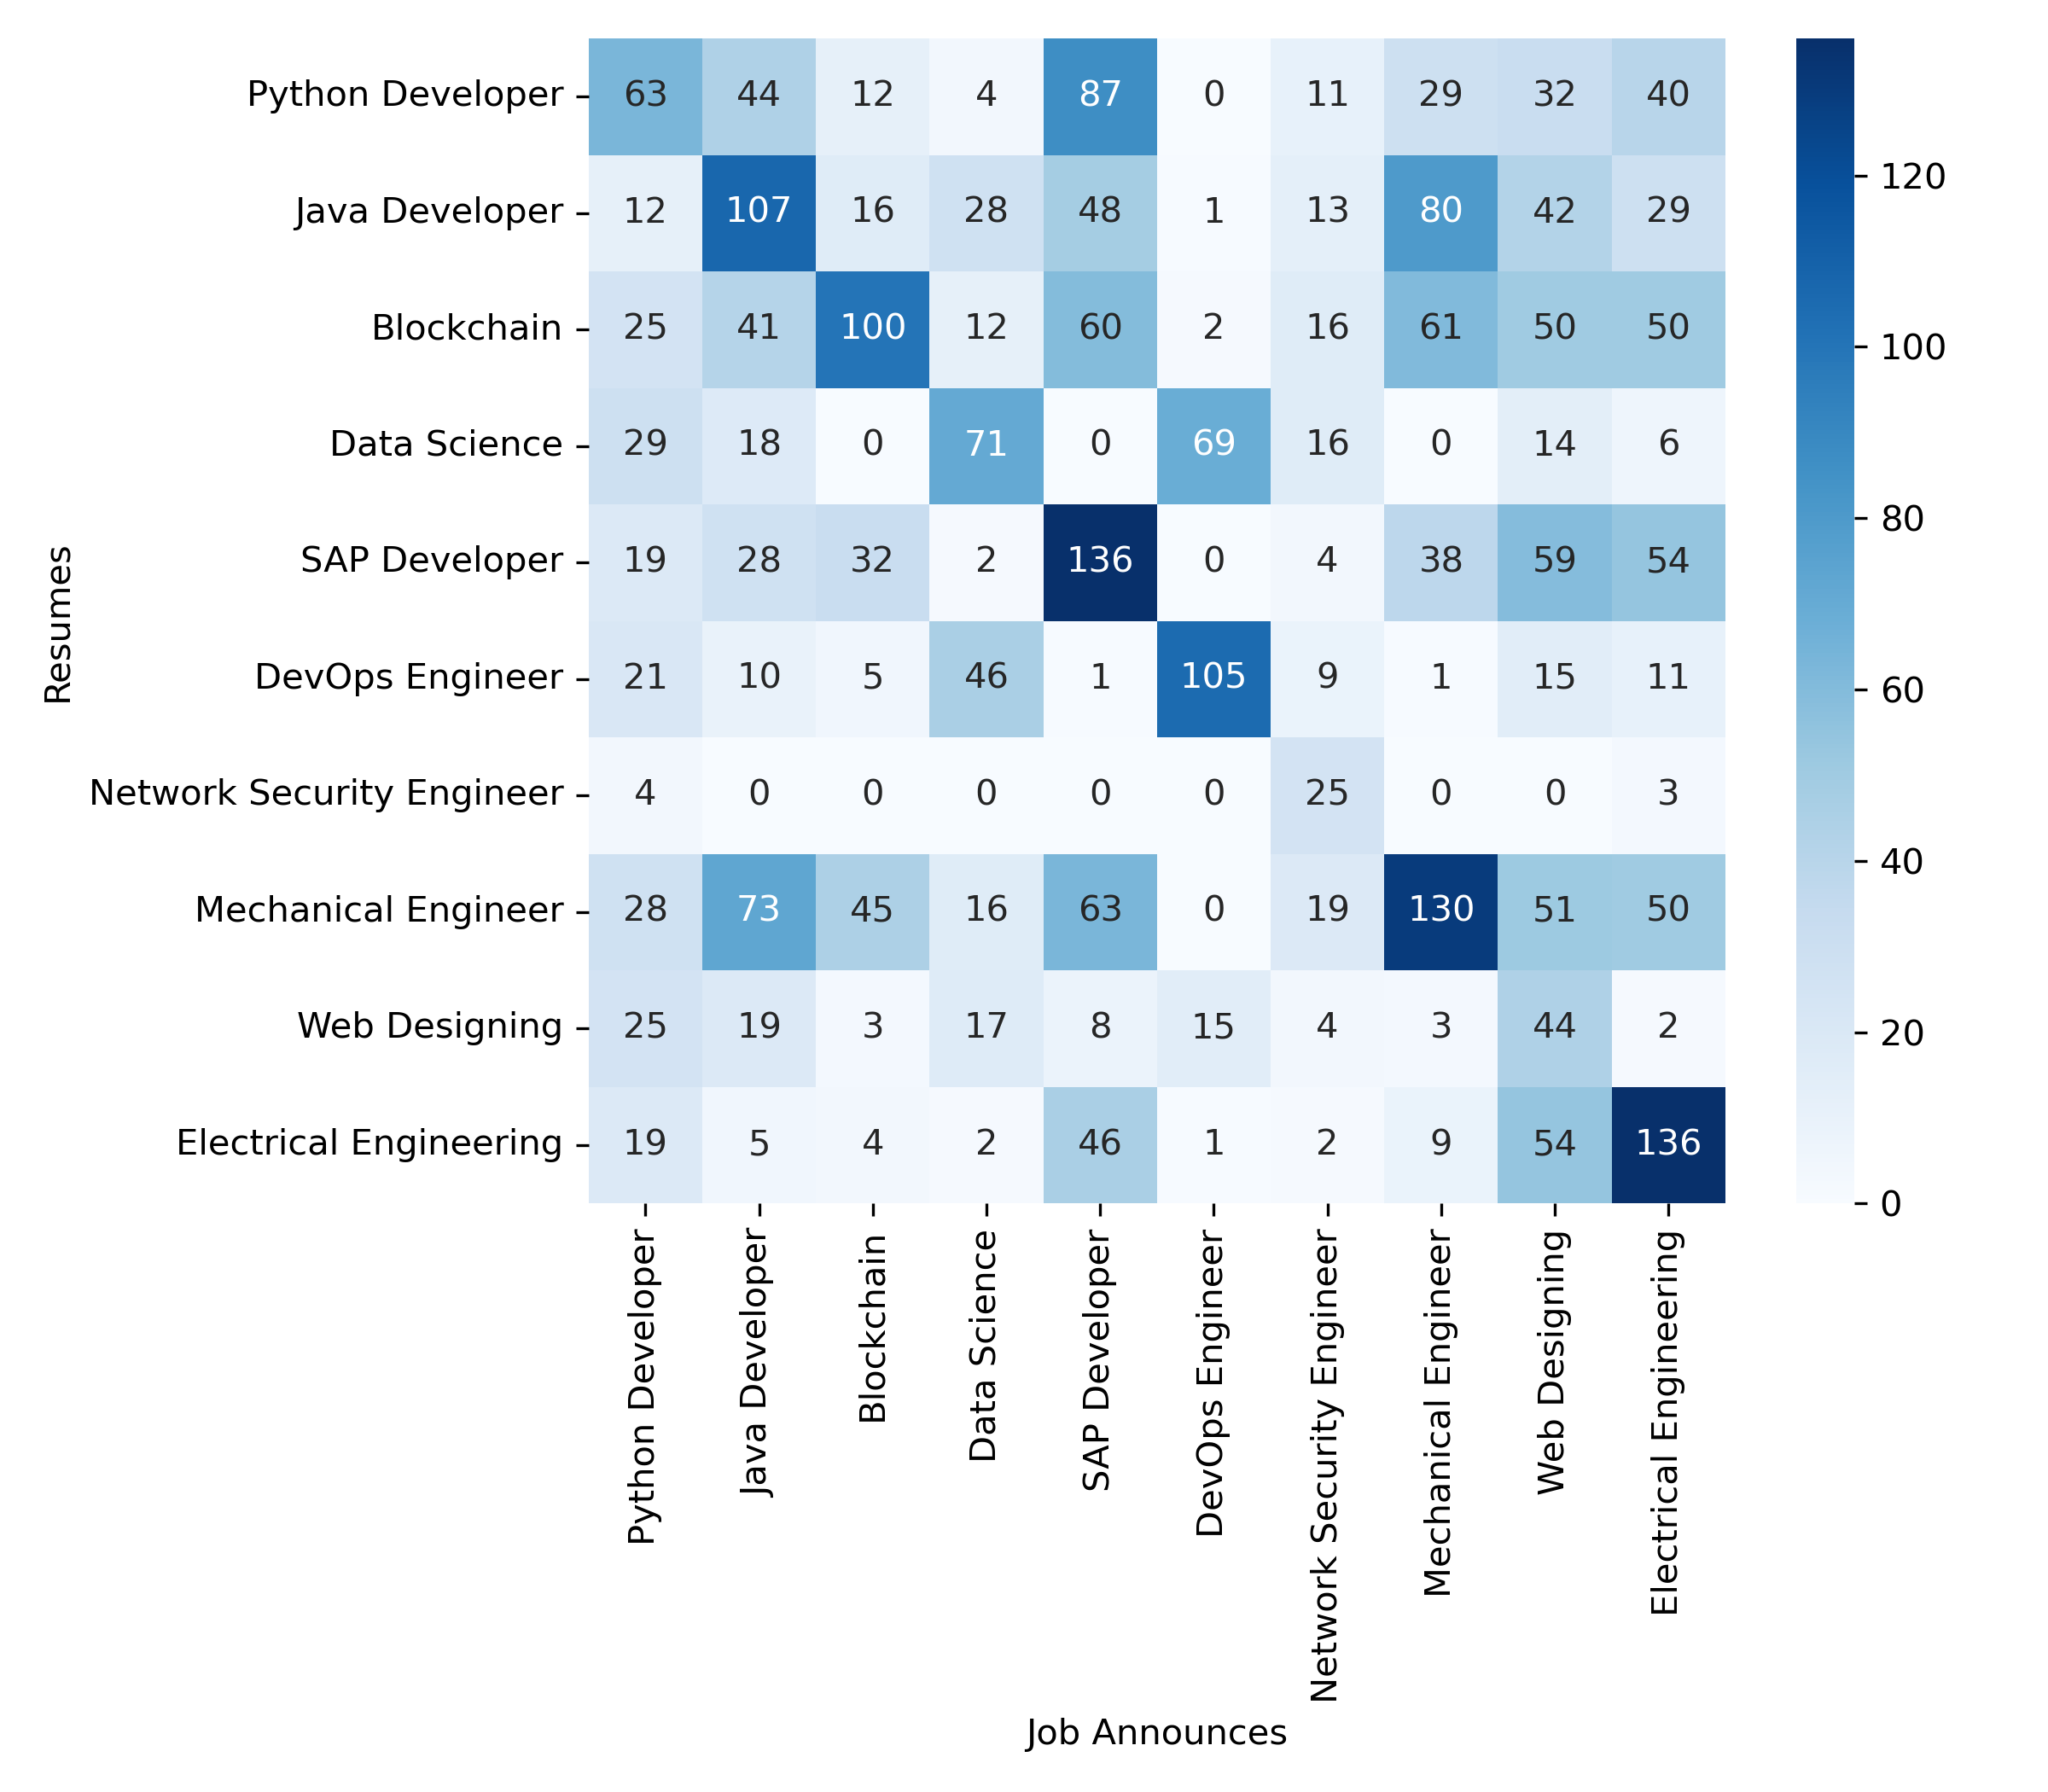 Python Developer 63 44 12 4 87 0 11 29 32 40
Java Developer 12 107 16 28 48 1 13 80 42 29
Blockchain 25 41 100 12 60 2 16 61 50 50
Data Science 29 18 0 71 0 69 16 0 14 6
SAP Developer 19 28 32 2 136 0 4 38 59 54
DevOps Engineer 21 10 5 46 1 105 9 1 15 11
Network Security Engineer 4 0 0 0 0 0 25 0 0 3
Mechanical Engineer 28 73 45 16 63 0 19 130 51 50
Web Designing 25 19 3 17 8 15 4 3 44 2
Electrical Engineering 19 5 4 2 46 1 2 9 54 136
Resumes
Python Developer
Java Developer
Blockchain
Data Science
SAP Developer
DevOps Engineer
Network Security Engineer
Mechanical Engineer
Web Designing
Electrical Engineering
Job Announces
120
100
80
60
40
20
0